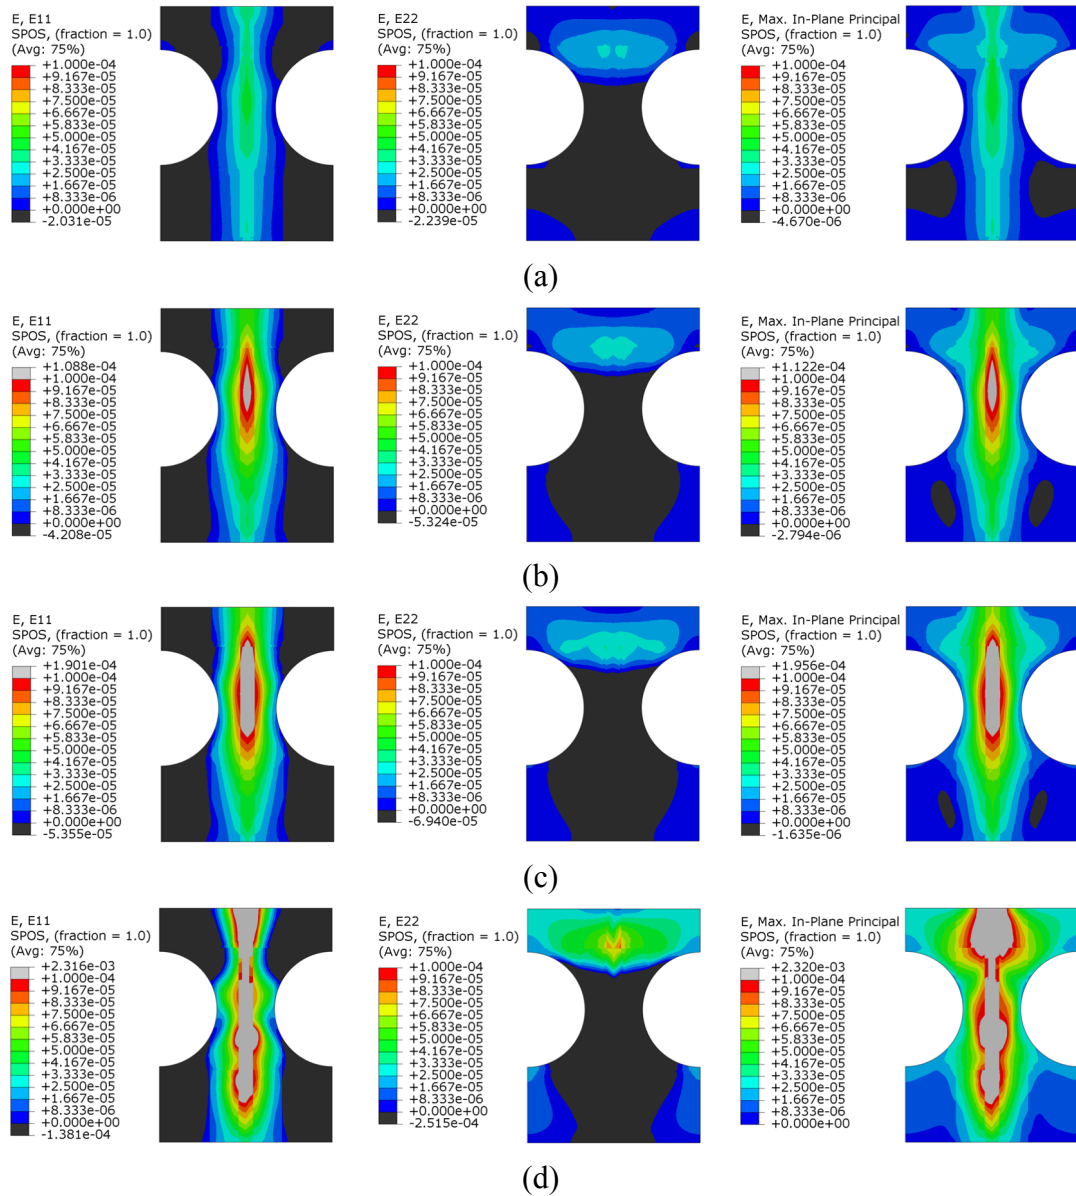 E, E11
SPOS, (fraction = 1.0)
(Avg: 75%)
+1.000e-04
+9.167e-05
+8.333e-05
+7.500e-05
+6.667e-05
+5.833e-05
+5.000e-05
+4.167e-05
+3.333e-05
+2.500e-05
+1.667e-05
+8.333e-06
+0.000e+00
-2.031e-05
E, E22
SPOS, (fraction = 1.0)
(Avg: 75%)
+1.000e-04
+9.167e-05
+8.333e-05
+7.500e-05
+6.667e-05
+5.833e-05
+5.000e-05
+4.167e-05
+3.333e-05
+2.500e-05
+1.667e-05
+8.333e-06
+0.000e+00
-2.239e-05
E, Max. In-Plane Principal
SPOS, (fraction = 1.0)
(Avg: 75%)
+1.000e-04
+9.167e-05
+8.333e-05
+7.500e-05
+6.667e-05
+5.833e-05
+5.000e-05
+4.167e-05
+3.333e-05
+2.500e-05
+1.667e-05
+8.333e-06
+0.000e+00
-4.670e-06
(a)
E, E11
SPOS, (fraction = 1.0)
(Avg: 75%)
+1.088e-04
+1.000e-04
+9.167e-05
+8.333e-05
+7.500e-05
+6.667e-05
+5.833e-05
+5.000e-05
+4.167e-05
+3.333e-05
+2.500e-05
+1.667e-05
+8.333e-06
+0.000e+00
-4.208e-05
E, E22
SPOS, (fraction = 1.0)
(Avg: 75%)
+1.000e-04
+9.167e-05
+8.333e-05
+7.500e-05
+6.667e-05
+5.833e-05
+5.000e-05
+4.167e-05
+3.333e-05
+2.500e-05
+1.667e-05
+8.333e-06
+0.000e+00
-5.324e-05
E, Max. In-Plane Principal
SPOS, (fraction = 1.0)
(Avg: 75%)
+1.122e-04
+1.000e-04
+9.167e-05
+8.333e-05
+7.500e-05
+6.667e-05
+5.833e-05
+5.000e-05
+4.167e-05
+3.333e-05
+2.500e-05
+1.667e-05
+8.333e-06
+0.000e+00
-2.794e-06
(b)
E, E11
SPOS, (fraction = 1.0)
(Avg: 75%)
+1.901e-04
+1.000e-04
+9.167e-05
+8.333e-05
+7.500e-05
+6.667e-05
+5.833e-05
+5.000e-05
+4.167e-05
+3.333e-05
+2.500e-05
+1.667e-05
+8.333e-06
+0.000e+00
-5.355e-05
E, E22
SPOS, (fraction = 1.0)
(Avg: 75%)
+1.000e-04
+9.167e-05
+8.333e-05
+7.500e-05
+6.667e-05
+5.833e-05
+5.000e-05
+4.167e-05
+3.333e-05
+2.500e-05
+1.667e-05
+8.333e-06
+0.000e+00
-6.940e-05
E, Max. In-Plane Principal
SPOS, (fraction = 1.0)
(Avg: 75%)
+1.956e-04
+1.000e-04
+9.167e-05
+8.333e-05
+7.500e-05
+6.667e-05
+5.833e-05
+5.000e-05
+4.167e-05
+3.333e-05
+2.500e-05
+1.667e-05
+8.333e-06
+0.000e+00
-1.635e-06
(c)
E, E11
SPOS, (fraction = 1.0)
(Avg: 75%)
+2.316e-03
+1.000e-04
+9.167e-05
+8.333e-05
+7.500e-05
+6.667e-05
+5.833e-05
+5.000e-05
+4.167e-05
+3.333e-05
+2.500e-05
+1.667e-05
+8.333e-06
+0.000e+00
-1.381e-04
E, E22
SPOS, (fraction = 1.0)
(Avg: 75%)
+1.000e-04
+9.167e-05
+8.333e-05
+7.500e-05
+6.667e-05
+5.833e-05
+5.000e-05
+4.167e-05
+3.333e-05
+2.500e-05
+1.667e-05
+8.333e-06
+0.000e+00
-2.515e-04
E, Max. In-Plane Principal
SPOS, (fraction = 1.0)
(Avg: 75%)
+2.320e-03
+1.000e-04
+9.167e-05
+8.333e-05
+7.500e-05
+6.667e-05
+5.833e-05
+5.000e-05
+4.167e-05
+3.333e-05
+2.500e-05
+1.667e-05
+8.333e-06
+0.000e+00
(d)